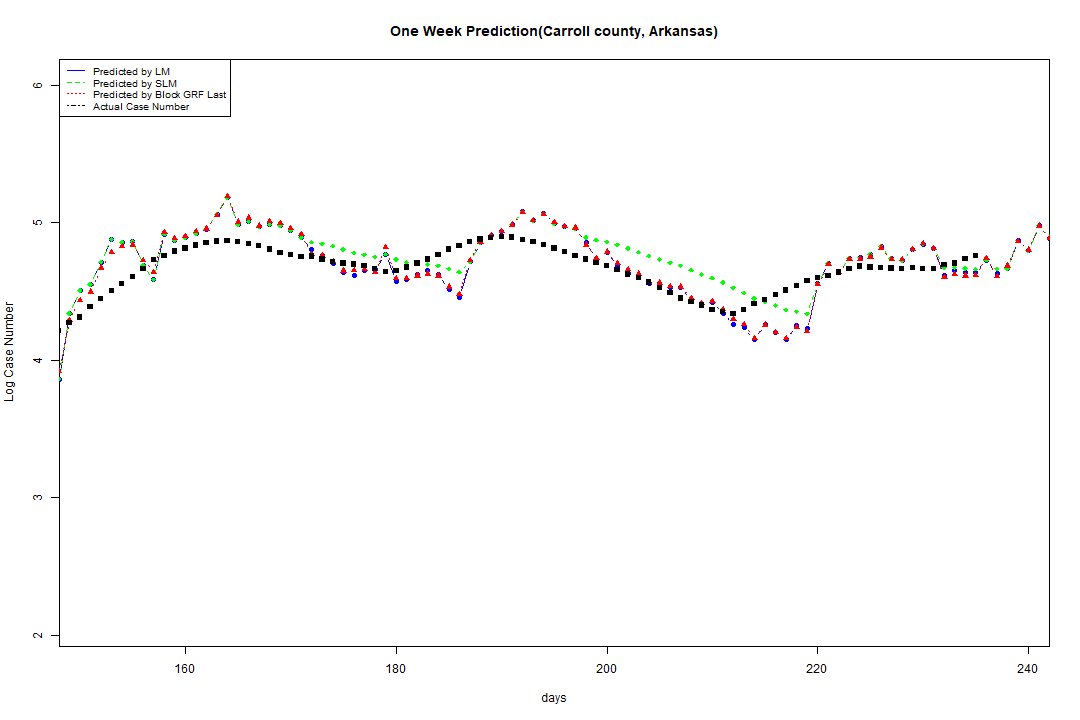 One Week Prediction(Carroll county, Arkansas)
Predicted by LM
Predicted by SLM
Predicted by Block GRF Last
Actual Case Number
6
5
4
3
2
Log Case Number
160
180
200
220
240
days